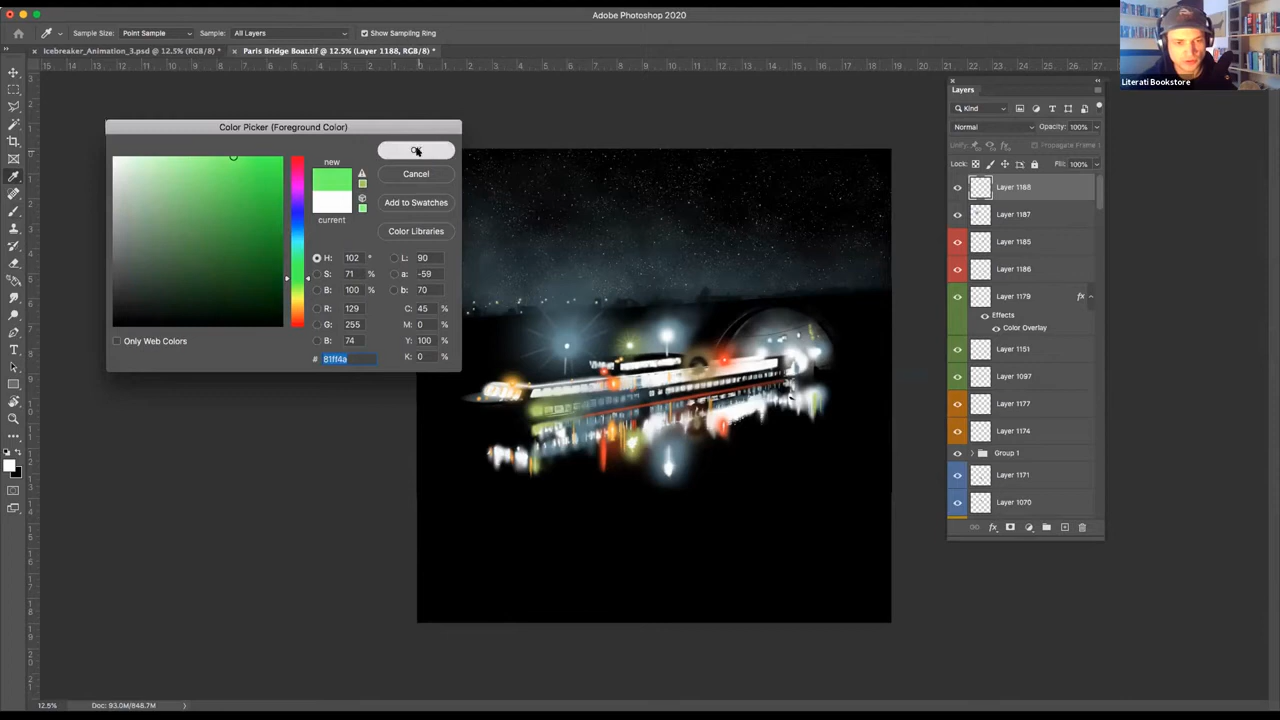 Adobe Photoshop 2020
Sample Size: Point Sample Sample: All Layers Show Sampling Ring
Icebreaker_Animation_3.psd @ 12.5% (RGB/8) * Paris Bridge Boat.tif @ 12.5% (Layer 1188, RGB/8) *
Literati Bookstore
Color Picker (Foreground Color)
new
OK
Cancel
Add to Swatches
current
Color Libraries
H: 102 ° L: 90
S: 71 % a: -59
B: 100 % b: 70
R: 129 C: 45 %
G: 255 M: 0 %
B: 74 Y: 100 %
# 81ff4a K: 0 %
Only Web Colors
Layers
Kind
Normal Opacity: 100%
Unify: Propagate Frame 1
Lock: Fill: 100%
Layer 1188
Layer 1187
Layer 1185
Layer 1186
Layer 1179 fx
Effects
Color Overlay
Layer 1151
Layer 1097
Layer 1177
Layer 1174
Group 1
Layer 1171
Layer 1070
12.5% Doc: 93.0M/848.7M